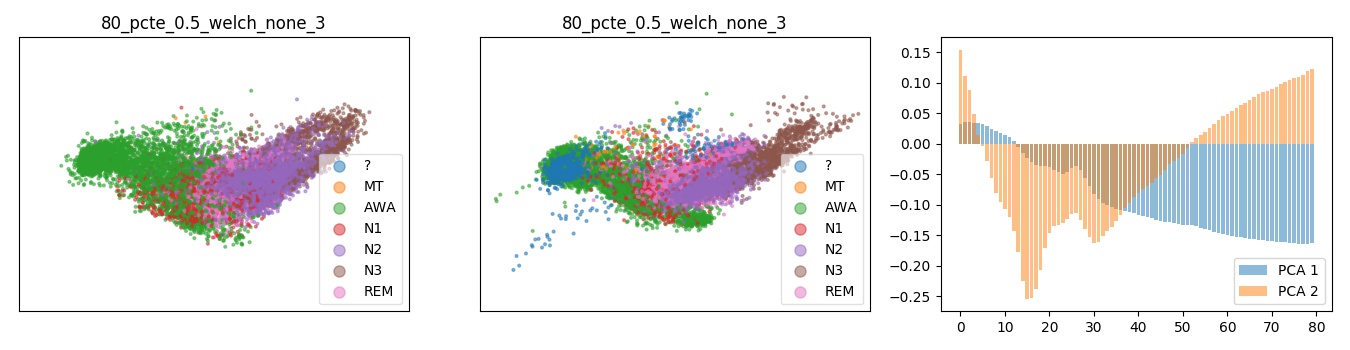 80_pcte_0.5_welch_none_3
?
MT
AWA
N1
N2
N3
REM
80_pcte_0.5_welch_none_3
?
MT
AWA
N1
N2
N3
REM
0.15
0.10
0.05
0.00
−0.05
−0.10
−0.15
−0.20
−0.25
0 10 20 30 40 50 60 70 80
PCA 1
PCA 2